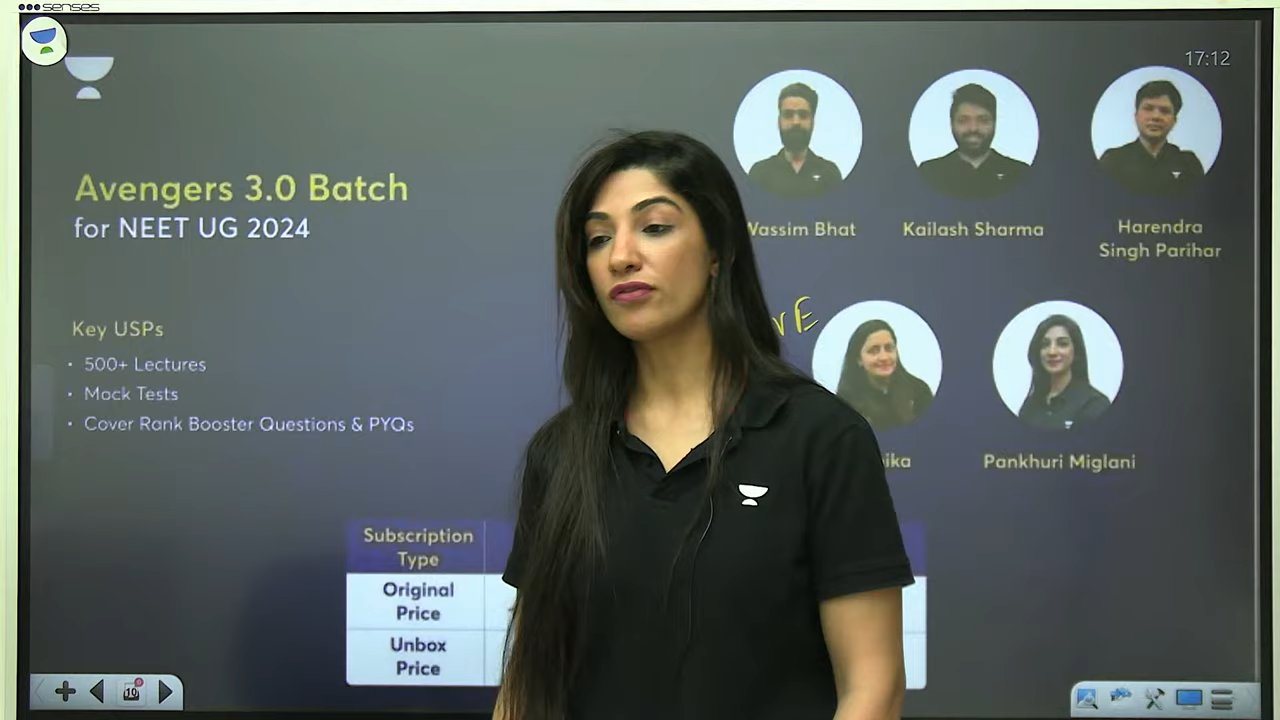 senses
17:12
Avengers 3.0 Batch
for NEET UG 2024
Wassim Bhat
Kailash Sharma
Harendra
Singh Parihar
Key USPs
• 500+ Lectures
• Mock Tests
• Cover Rank Booster Questions & PYQs
Pankhuri Miglani
Subscription
Type
Original
Price
Unbox
Price
19